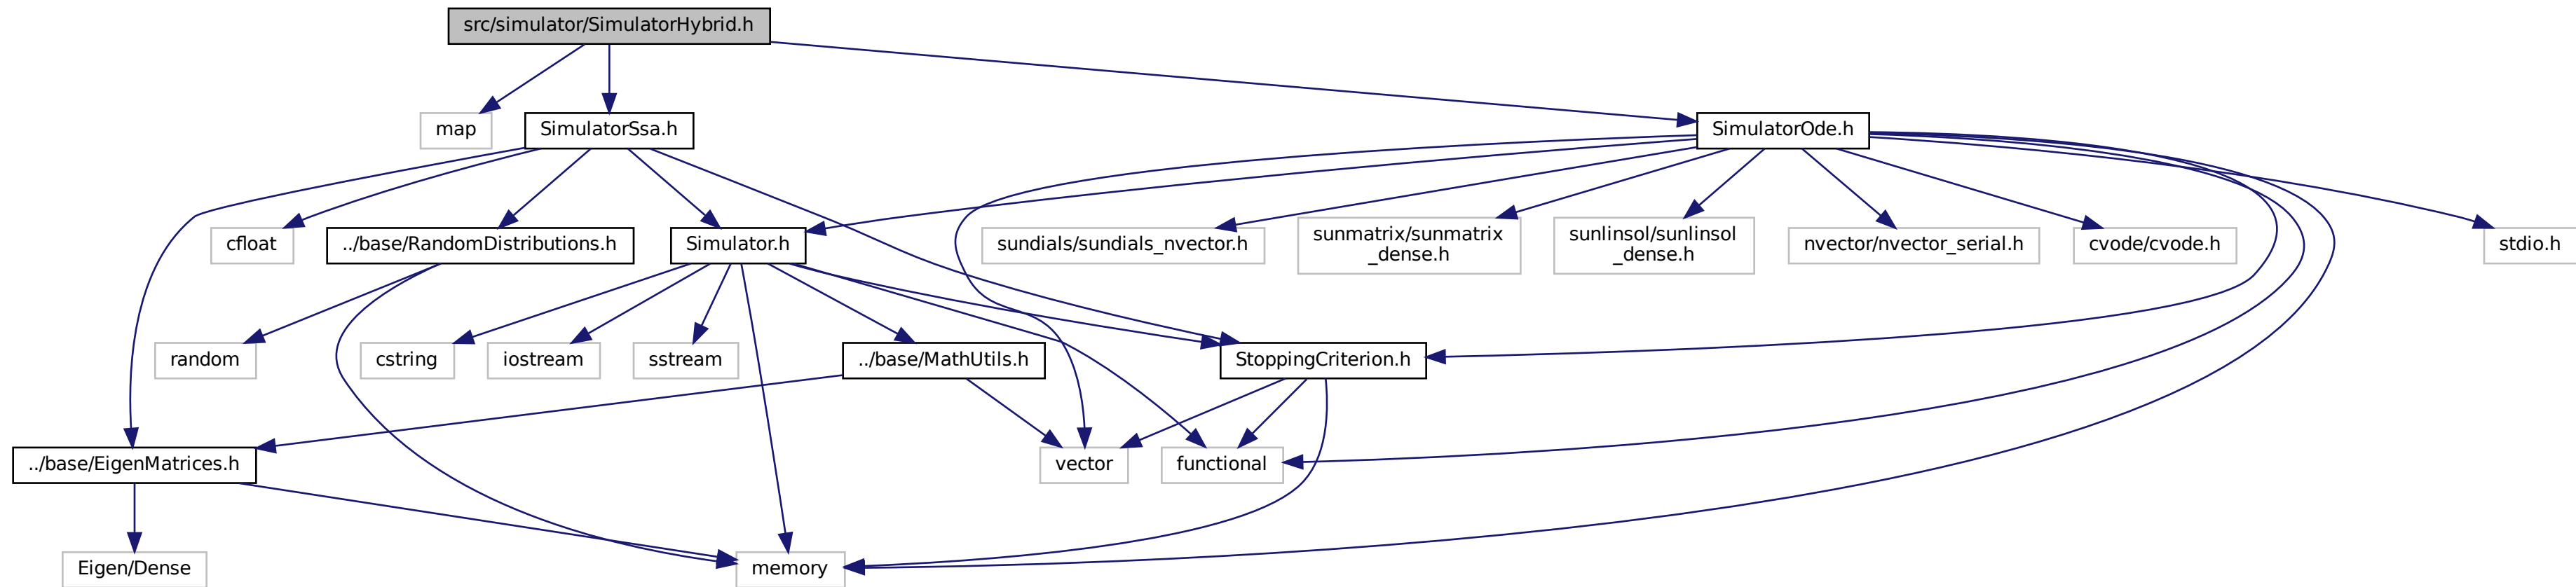 src/simulator/SimulatorHybrid.h
map
SimulatorSsa.h
SimulatorOde.h
cfloat
../base/RandomDistributions.h
Simulator.h
sundials/sundials_nvector.h
sunmatrix/sunmatrix
_dense.h
sunlinsol/sunlinsol
_dense.h
nvector/nvector_serial.h
cvode/cvode.h
stdio.h
random
cstring
iostream
sstream
../base/MathUtils.h
StoppingCriterion.h
../base/EigenMatrices.h
vector
functional
Eigen/Dense
memory